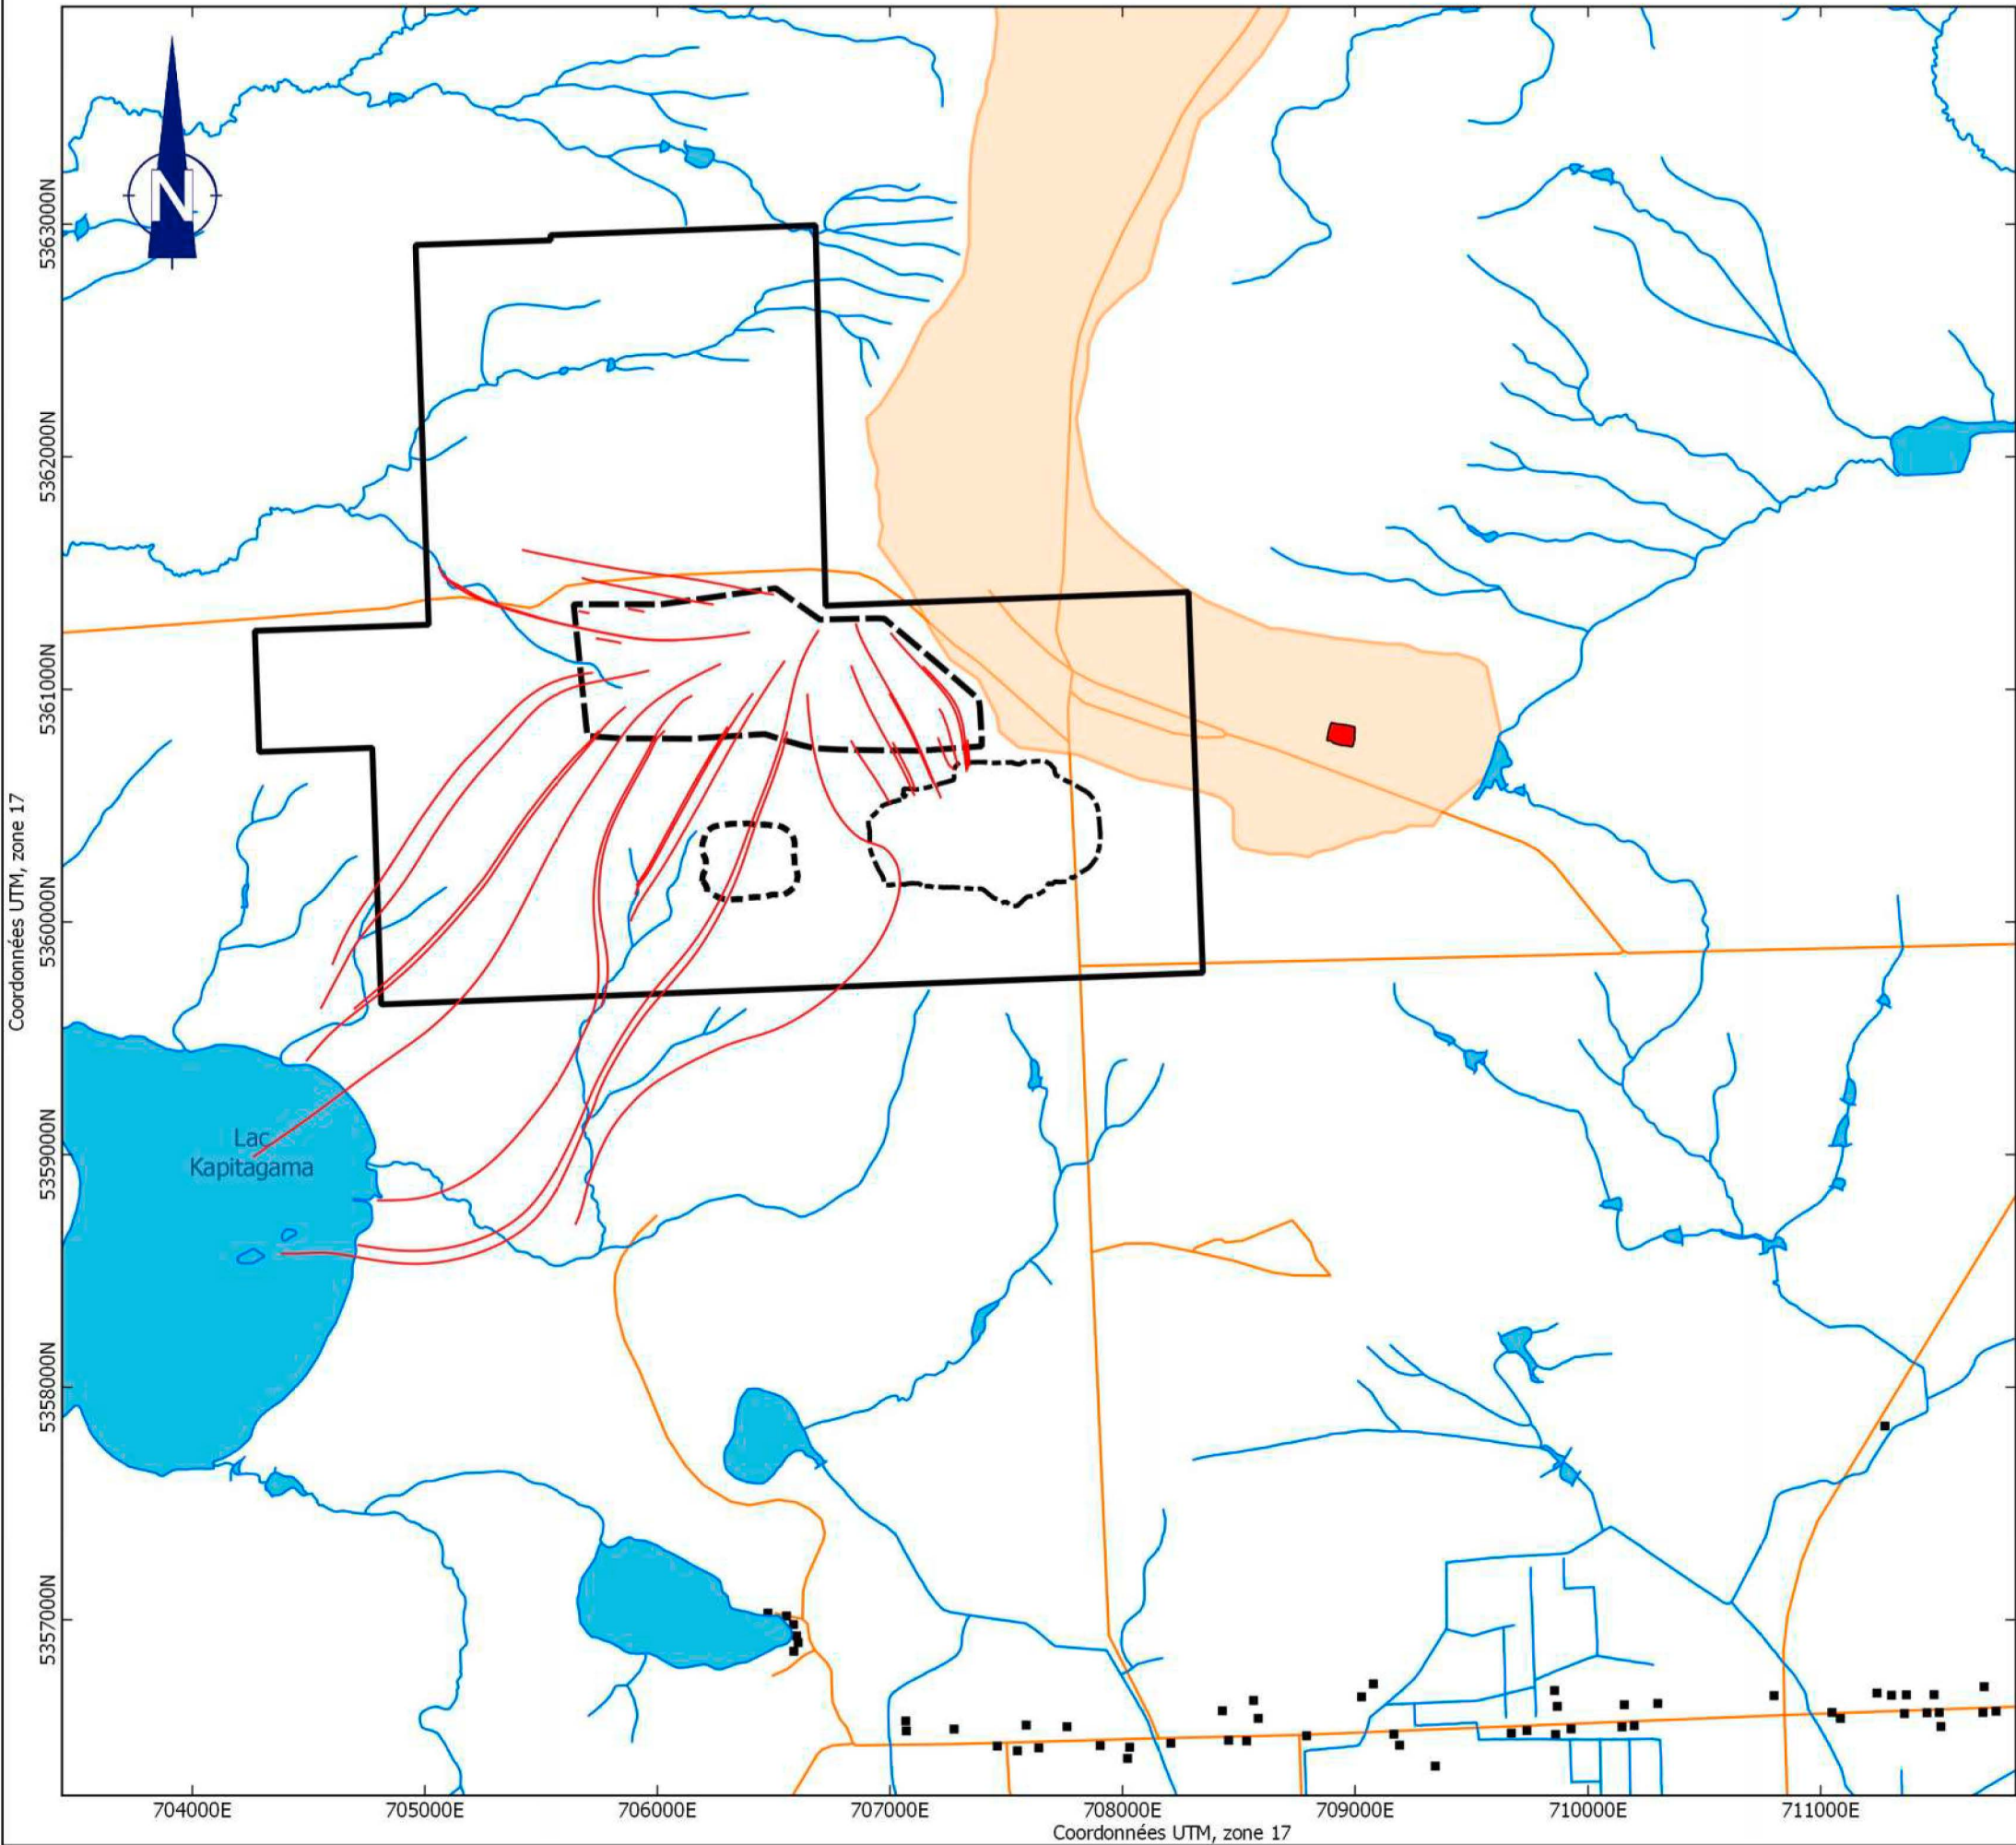 N
5363000N
5362000N
5361000N
5360000N
5359000N
5358000N
5357000N
Coordonnées UTM, zone 17
Lac
Kapitagama
704000E
705000E
706000E
707000E
708000E
709000E
710000E
711000E
Coordonnées UTM, zone 17